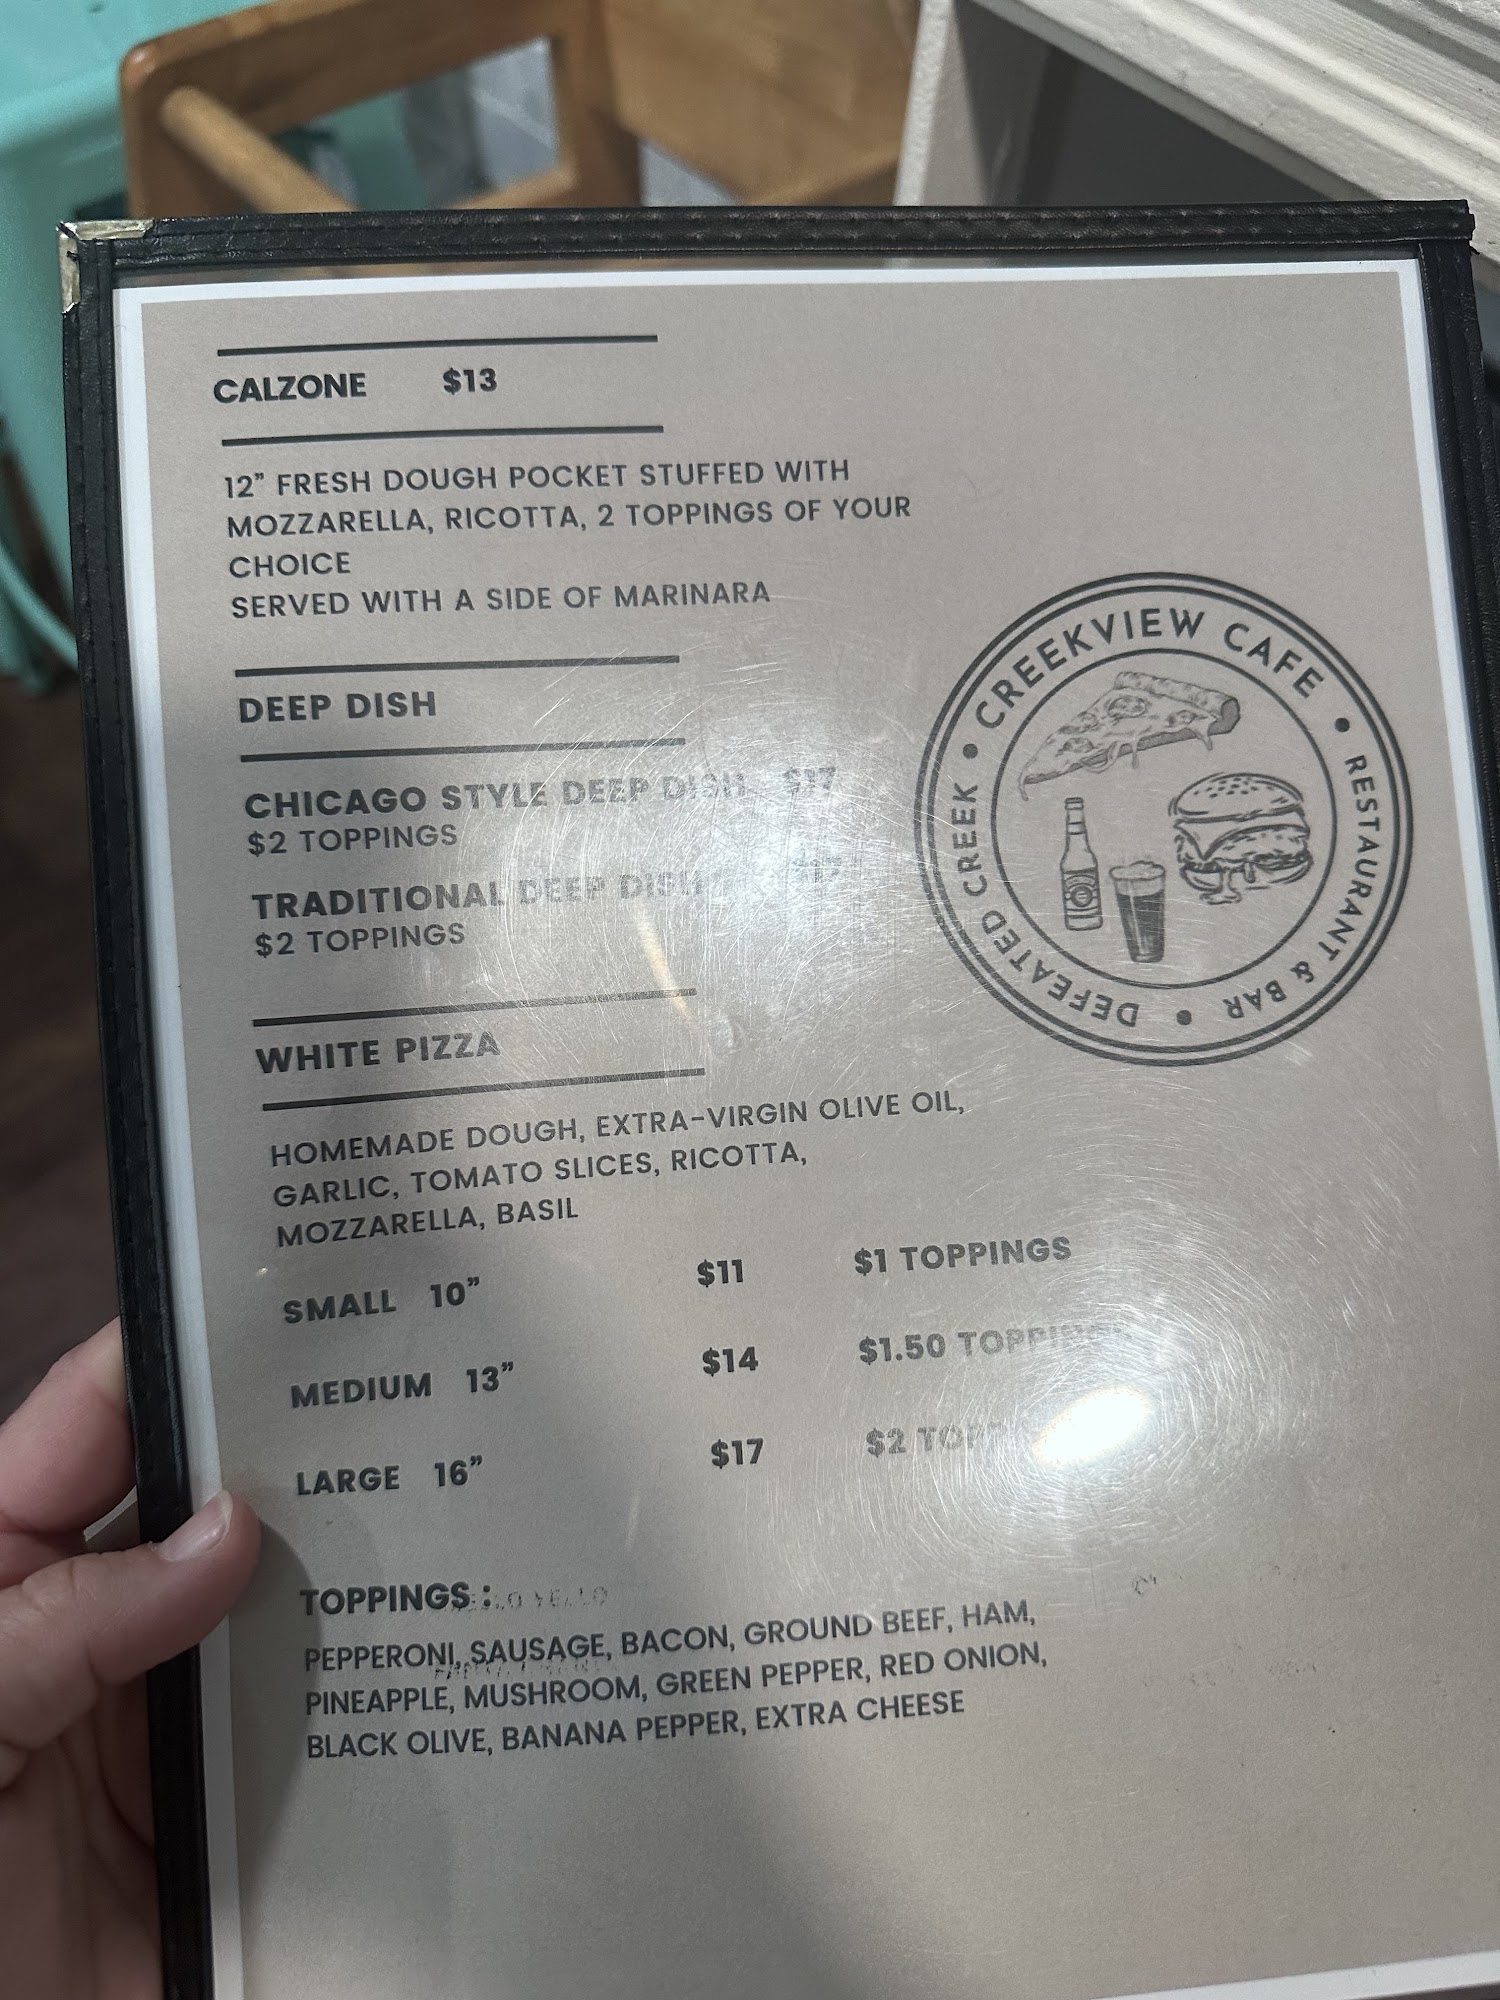 CALZONE $13
12" FRESH DOUGH POCKET STUFFED WITH
MOZZARELLA, RICOTTA, 2 TOPPINGS OF YOUR
CHOICE
SERVED WITH A SIDE OF MARINARA
DEEP DISH
CHICAGO STYLE DEEP DISH $17
$2 TOPPINGS
TRADITIONAL DEEP DISH
$2 TOPPINGS
CREEKVIEW CAFE • RESTAURANT & BAR • DEFEATED CREEK •
WHITE PIZZA
HOMEMADE DOUGH, EXTRA-VIRGIN OLIVE OIL,
GARLIC, TOMATO SLICES, RICOTTA,
MOZZARELLA, BASIL
SMALL 10" $11 $1 TOPPINGS
MEDIUM 13" $14 $1.50 TOPPINGS
LARGE 16" $17 $2
TOPPINGS :
PEPPERONI, SAUSAGE, BACON, GROUND BEEF, HAM,
PINEAPPLE, MUSHROOM, GREEN PEPPER, RED ONION,
BLACK OLIVE, BANANA PEPPER, EXTRA CHEESE